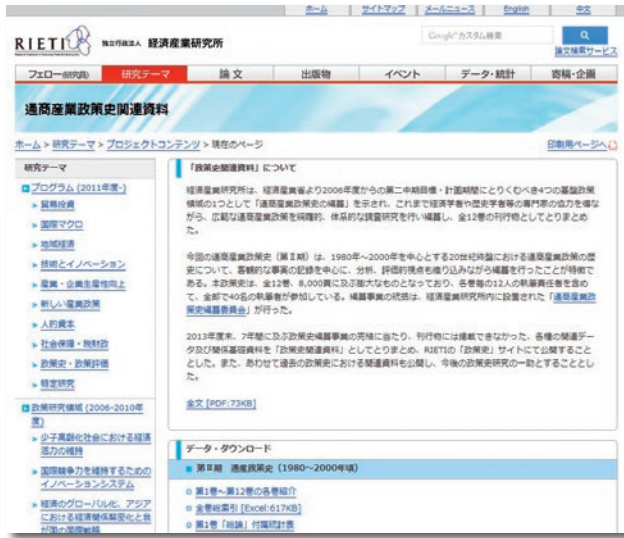 ホーム サイトマップ メールニュース English 中文
RIETI 独立行政法人 経済産業研究所
Google カスタム検索
論文検索サービス
フェロー(研究員) 研究テーマ 論文 出版物 イベント データ・統計 寄稿・企画
通商産業政策史関連資料
ホーム > 研究テーマ > プロジェクトコンテンツ > 現在のページ 印刷用ページへ
研究テーマ
プログラム (2011年度-)
貿易投資
国際マクロ
地域経済
技術とイノベーション
産業・企業生産性向上
新しい産業政策
人的資本
社会保障・税財政
政策史・政策評価
特定研究
政策研究領域 (2006-2010年度)
少子高齢化社会における経済
活力の維持
国際競争力を維持するための
イノベーションシステム
経済のグローバル化、アジア
における経済関係緊密化と我
が国の国際戦略
「政策史関連資料」について
経済産業研究所は、経済産業省より2006年度からの第二中期目標・計画期間にとりくむべき4つの基盤政策
領域の1つとして「通商産業政策史の編纂」を示され、これまで経済学者や歴史学者等の専門家の協力を得な
がら、広範な通商産業政策を網羅的、体系的な調査研究を行い編纂し、全12巻の刊行物としてとりまとめ
た。
今回の通商産業政策史（第Ⅱ期）は、1980年～2000年を中心とする20世紀終盤における通商産業政策の歴
史について、客観的な事実の記録を中心に、分析、評価的視点も織り込みながら編纂を行ったことが特徴で
ある。本政策史は、全12巻、8,000頁に及ぶ膨大なものとなっており、各巻毎の12人の執筆責任者を含め
て、全部で40名の執筆者が参加している。編纂事業の統括は、経済産業研究所内に設置された「通商産業政
策史編纂委員会」が行った。
2013年度末、7年間に及ぶ政策史編纂事業の完結に当たり、刊行物には掲載できなかった、各種の関連デー
タ及び関係基礎資料を「政策史関連資料」としてとりまとめ、RIETIの「政策史」サイトにて公開すること
とした。また、あわせて過去の政策史における関連資料も公開し、今後の政策史研究の一助とすることとし
た。
全文 [PDF:73KB]
データ・ダウンロード
第Ⅱ期 通産政策史（1980～2000年頃）
第1巻～第12巻の各巻紹介
全巻総索引 [Excel:617KB]
第1巻「総論」付属統計表